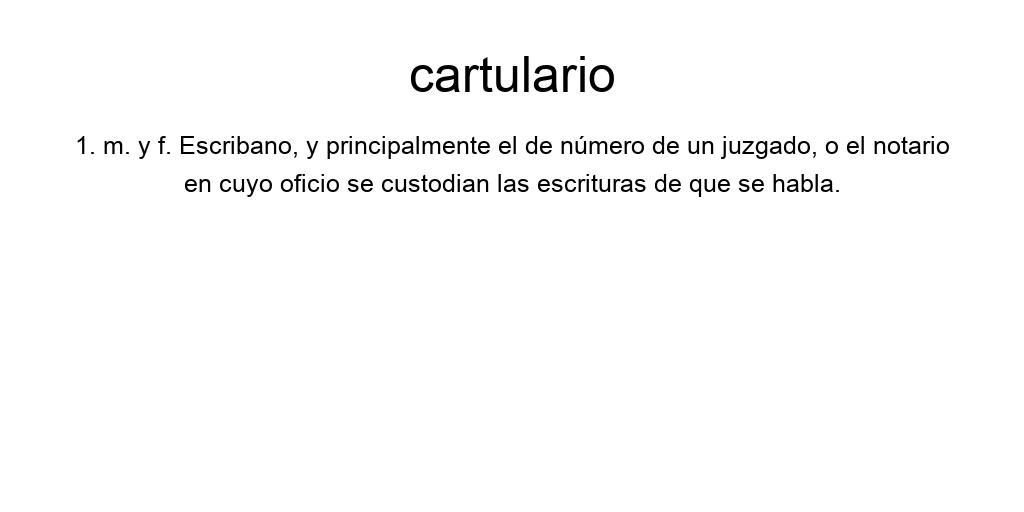 cartulario
1. m. y f. Escribano, y principalmente el de número de un juzgado, o el notario
en cuyo oficio se custodian las escrituras de que se habla.